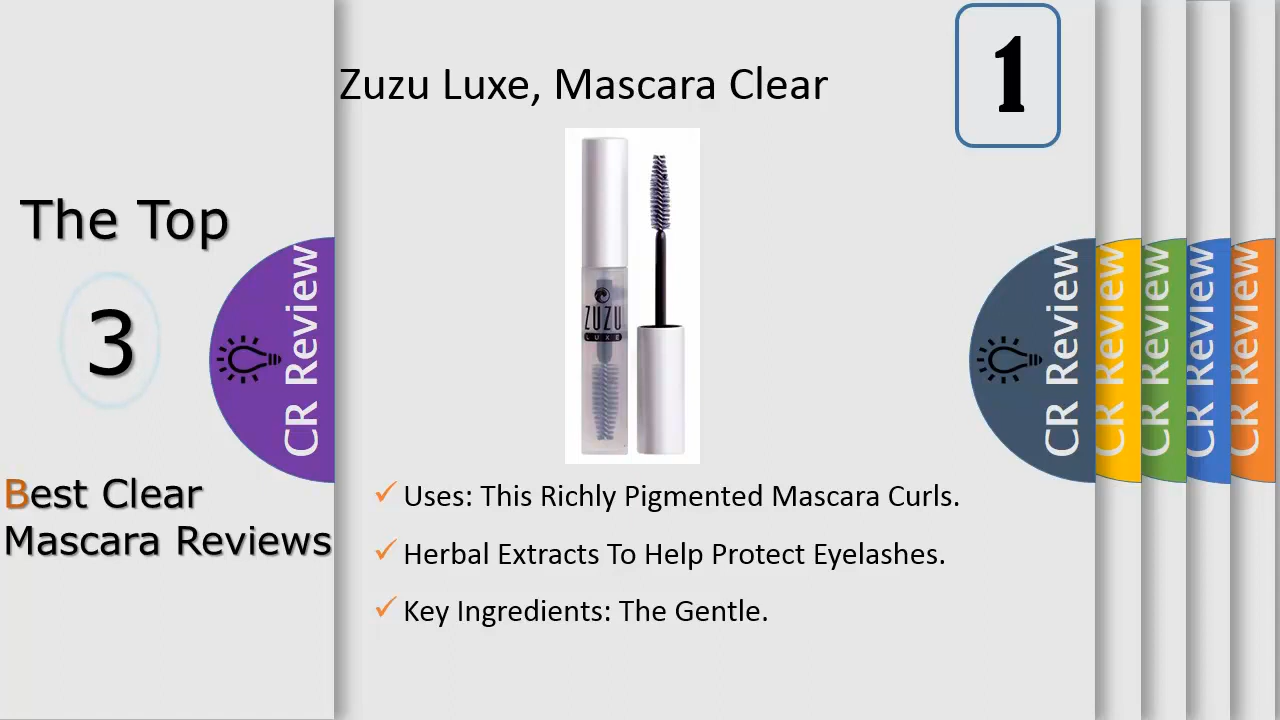 The Top
3
Best Clear
Mascara Reviews
CR Review
Zuzu Luxe, Mascara Clear
1
ZUZU
LUXE
✓ Uses: This Richly Pigmented Mascara Curls.
✓ Herbal Extracts To Help Protect Eyelashes.
✓ Key Ingredients: The Gentle.
CR Review
CR Review
CR Review
CR Review
CR Review